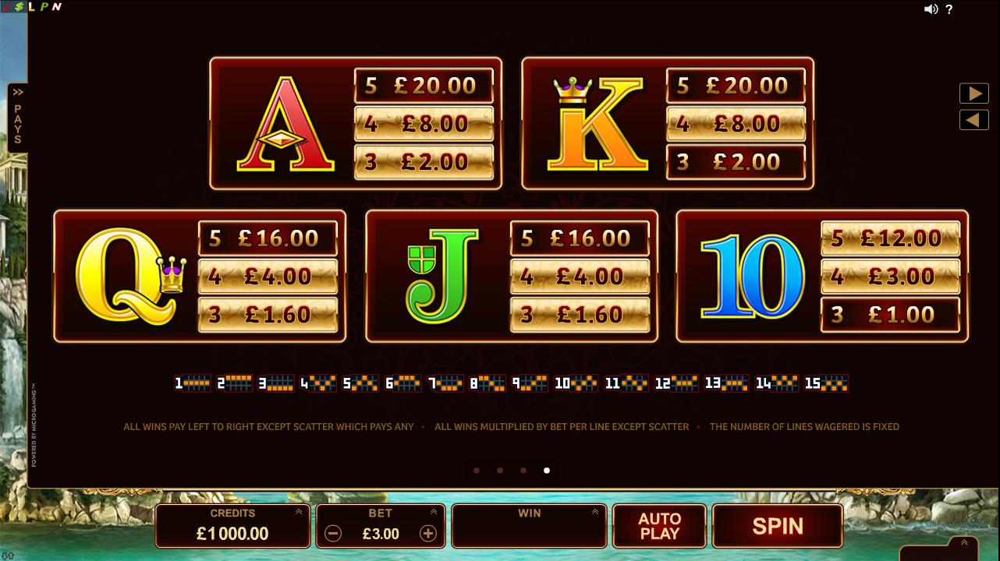 $ L P N
?
PAYS
A
5 £20.00
4 £8.00
3 £2.00
K
5 £20.00
4 £8.00
3 £2.00
Q
5 £16.00
4 £4.00
3 £1.60
J
5 £16.00
4 £4.00
3 £1.60
10
5 £12.00
4 £3.00
3 £1.00
1 2 3 4 5 6 7 8 9 10 11 12 13 14 15
ALL WINS PAY LEFT TO RIGHT EXCEPT SCATTER WHICH PAYS ANY • ALL WINS MULTIPLIED BY BET PER LINE EXCEPT SCATTER • THE NUMBER OF LINES WAGERED IS FIXED
POWERED BY MICROGAMING™
CREDITS
£1000.00
BET
£3.00
WIN
AUTO
PLAY
SPIN